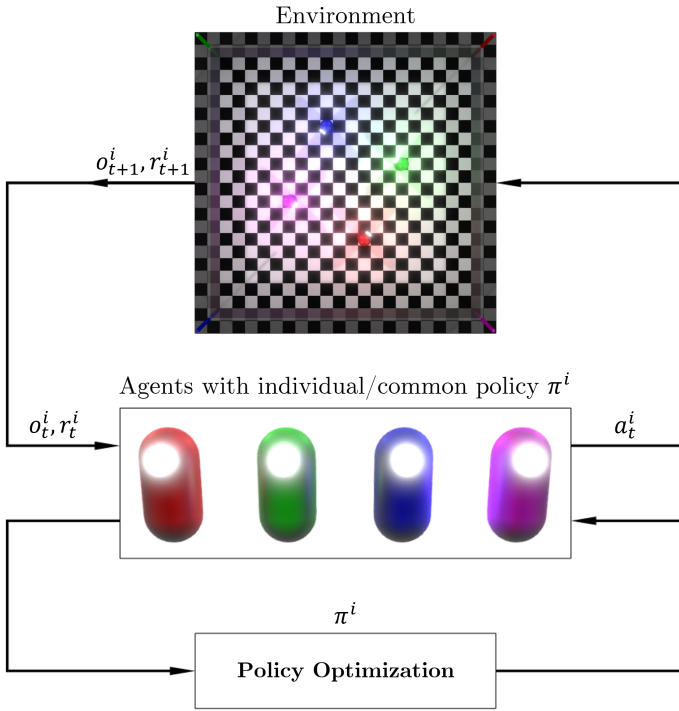 Environment
o^i_{t+1}, r^i_{t+1}
Agents with individual/common policy π^i
o^i_t, r^i_t
a^i_t
π^i
Policy Optimization